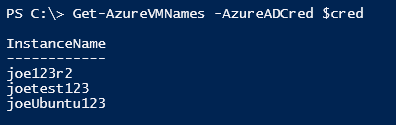 PS C:\> Get-AzureVMNames -AzureADCred $cred
InstanceName
------------
joe123r2
joetest123
joeUbuntu123